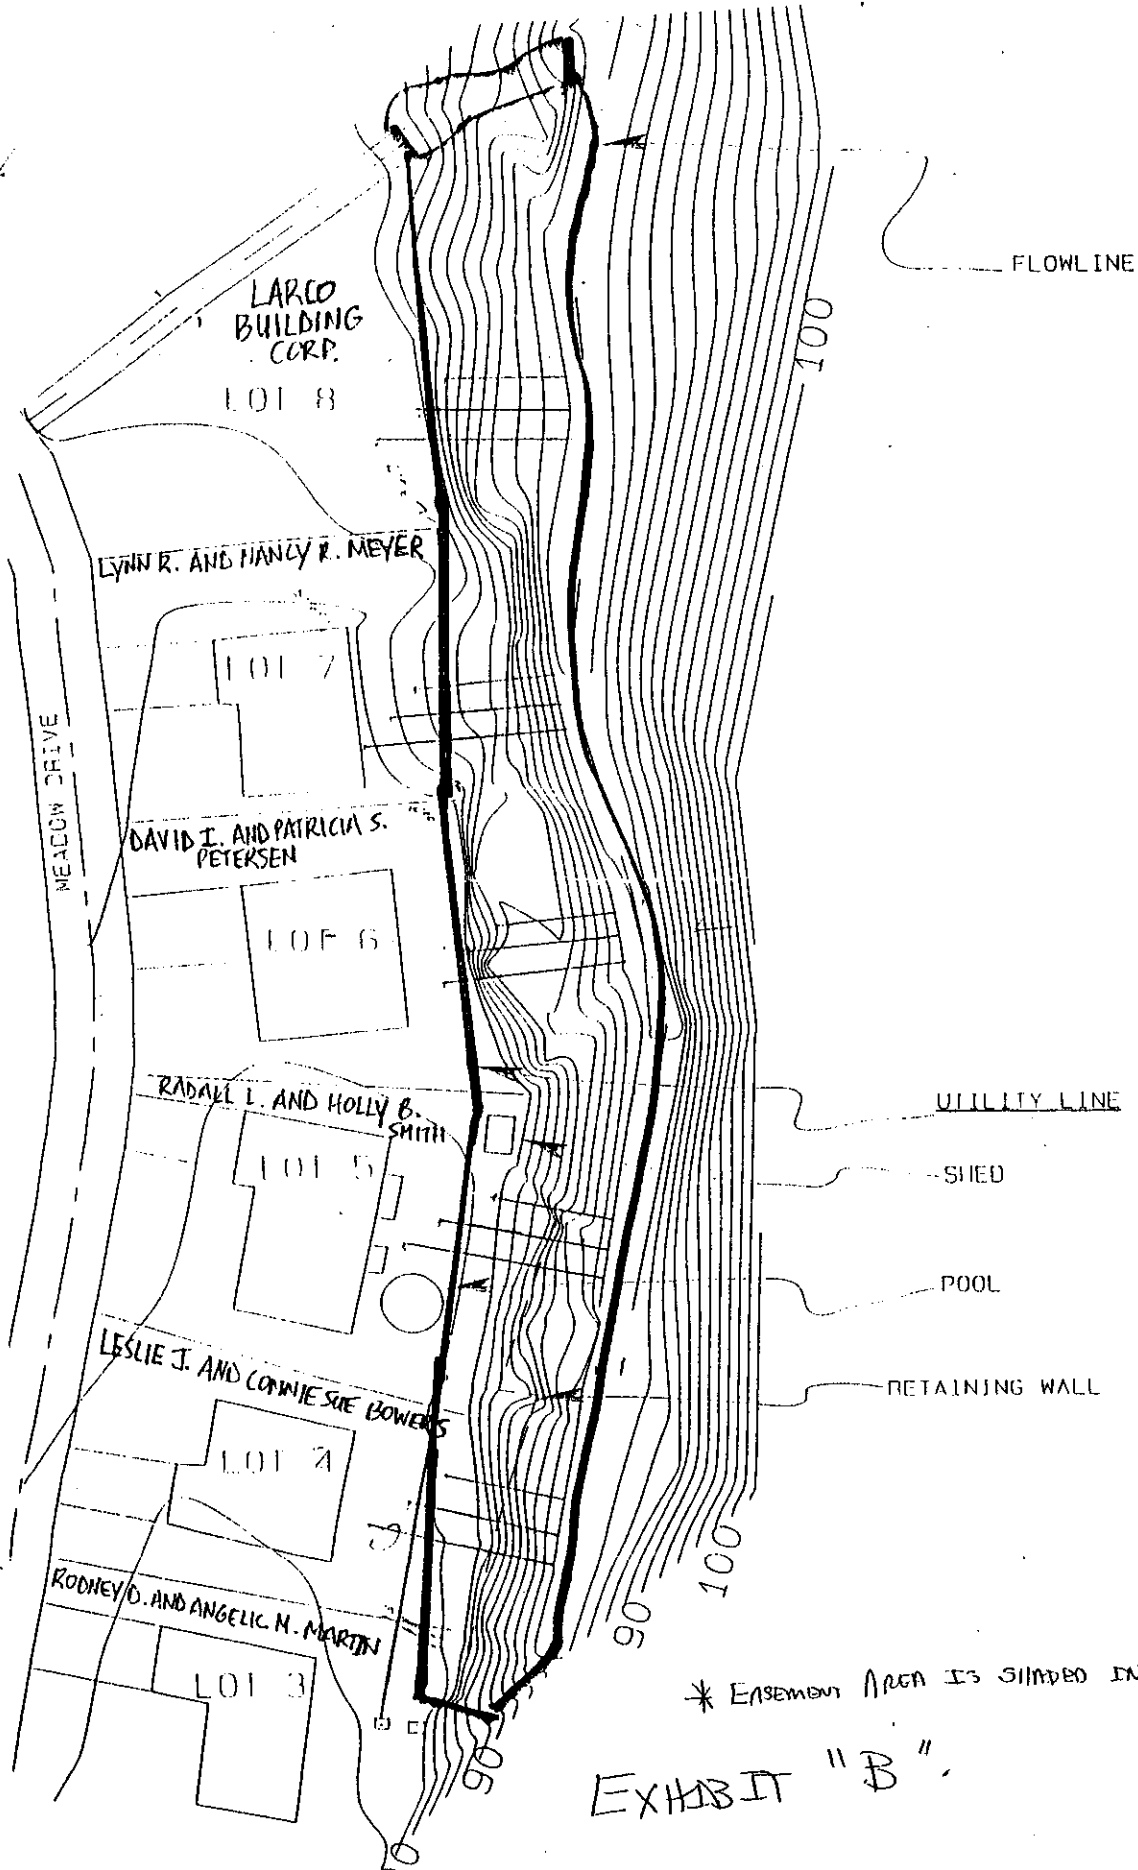 FLOWLINE
100
LARCO
BUILDING
CORP.
LOT 8
LYNN R. AND NANCY R. MEYER
LOT 7
MEADOW DRIVE
DAVID I. AND PATRICIA S.
PETERSEN
LOT 6
RADALL L. AND HOLLY B.
SMITH
UTILITY LINE
LOT 5
SHED
POOL
LESLIE J. AND CONNIE SUE BOWERS
RETAINING WALL
LOT 4
100
RODNEY D. AND ANGELIC M. MARTIN
90
LOT 3
* EASEMENT AREA IS SHADED IN
90
EXHIBIT "B".